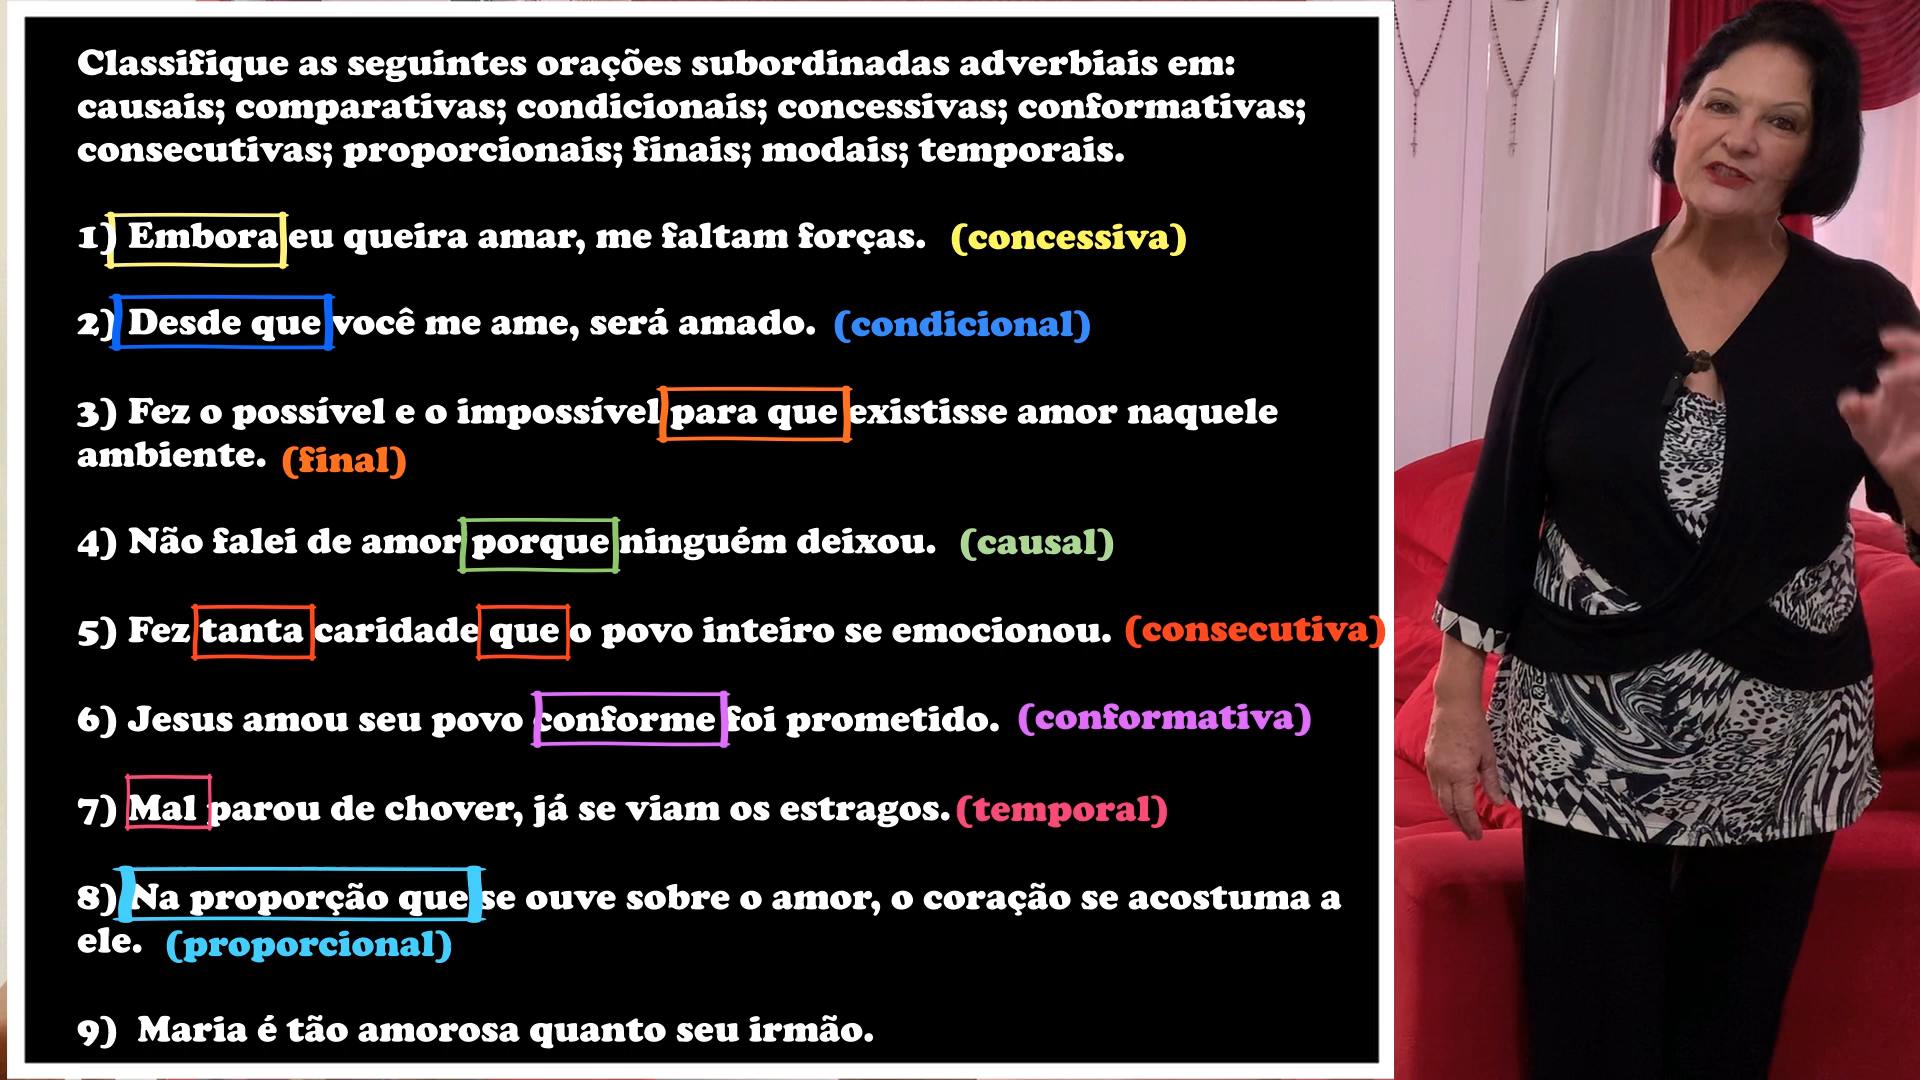 Classifique as seguintes orações subordinadas adverbiais em:
causais; comparativas; condicionais; concessivas; conformativas;
consecutivas; proporcionais; finais; modais; temporais.
1) Embora eu queira amar, me faltam forças. (concessiva)
2) Desde que você me ame, será amado. (condicional)
3) Fez o possível e o impossível para que existisse amor naquele
ambiente. (final)
4) Não falei de amor porque ninguém deixou. (causal)
5) Fez tanta caridade que o povo inteiro se emocionou. (consecutiva)
6) Jesus amou seu povo conforme foi prometido. (conformativa)
7) Mal parou de chover, já se viam os estragos. (temporal)
8) Na proporção que se ouve sobre o amor, o coração se acostuma a
ele. (proporcional)
9) Maria é tão amorosa quanto seu irmão.